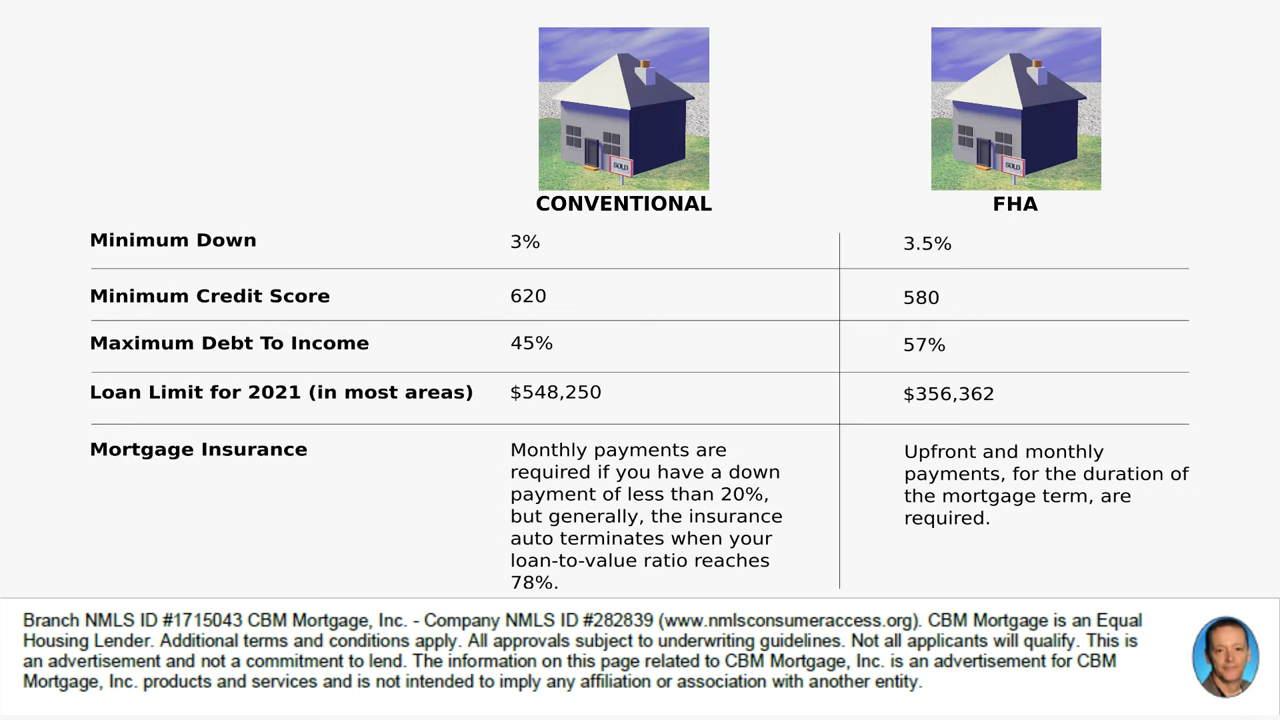 SOLD
SOLD
CONVENTIONAL
FHA
Minimum Down
3%
3.5%
Minimum Credit Score
620
580
Maximum Debt To Income
45%
57%
Loan Limit for 2021 (in most areas)
$548,250
$356,362
Mortgage Insurance
Monthly payments are
required if you have a down
payment of less than 20%,
but generally, the insurance
auto terminates when your
loan-to-value ratio reaches
78%.
Upfront and monthly
payments, for the duration of
the mortgage term, are
required.
Branch NMLS ID #1715043 CBM Mortgage, Inc. - Company NMLS ID #282839 (www.nmlsconsumeraccess.org). CBM Mortgage is an Equal
Housing Lender. Additional terms and conditions apply. All approvals subject to underwriting guidelines. Not all applicants will qualify. This is
an advertisement and not a commitment to lend. The information on this page related to CBM Mortgage, Inc. is an advertisement for CBM
Mortgage, Inc. products and services and is not intended to imply any affiliation or association with another entity.